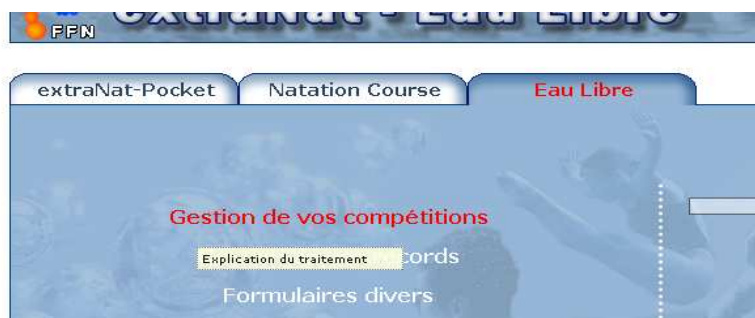 extraNat - Eau Libre
FFN
extraNat-Pocket Natation Course Eau Libre
Gestion de vos compétitions
Explication du traitement cords
Formulaires divers